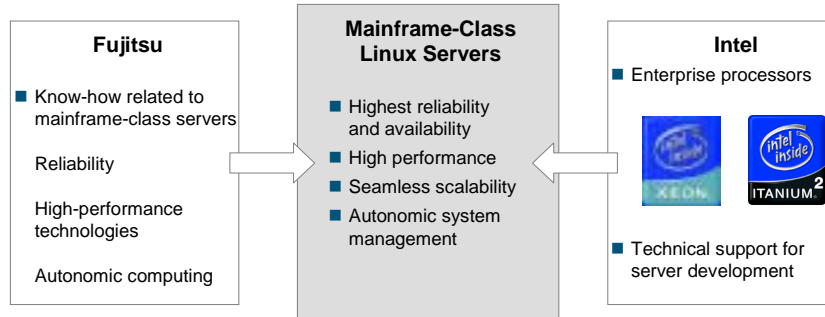 Fujitsu
Know-how related to
mainframe-class servers
Reliability
High-performance
technologies
Autonomic computing
Mainframe-Class
Linux Servers
Highest reliability
and availability
High performance
Seamless scalability
Autonomic system
management
Intel
Enterprise processors
intel
inside
XEON
intel
inside
ITANIUM 2
Technical support for
server development